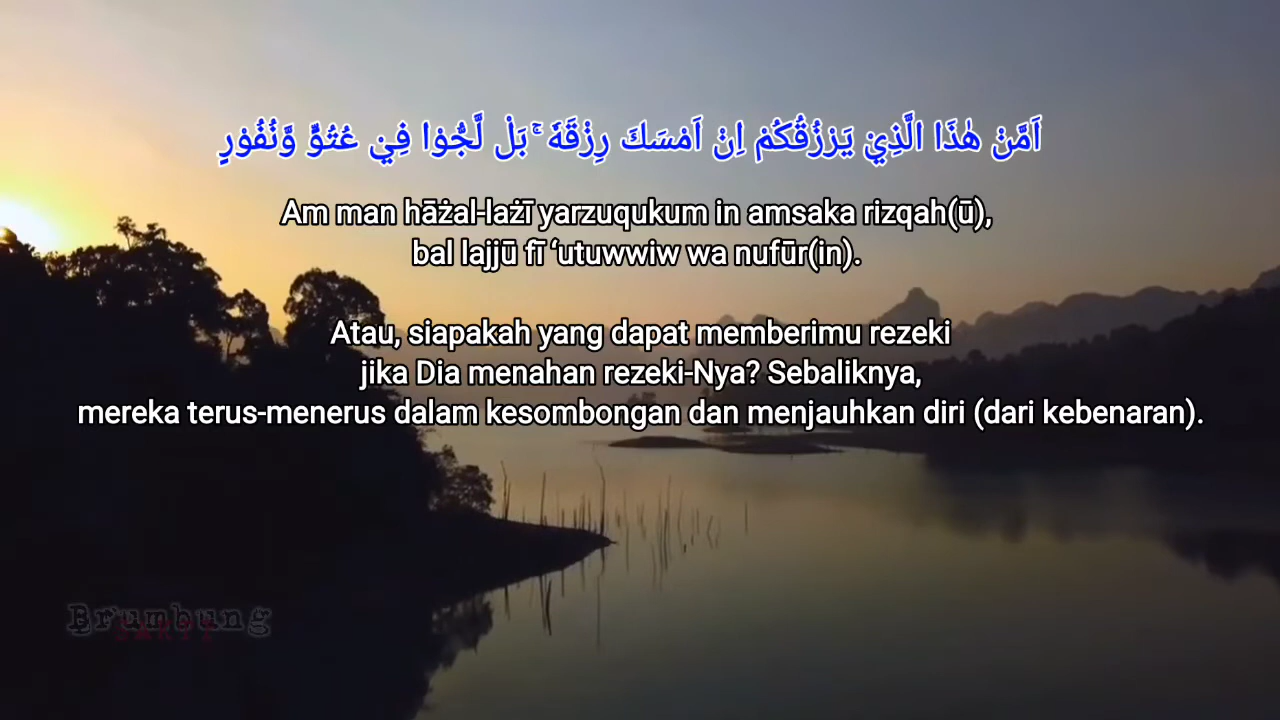 اَمَّنْ هٰذَا الَّذِيْ يَرْزُقُكُمْ اِنْ اَمْسَكَ رِزْقَهٗ ۚ بَلْ لَّجُّوْا فِيْ عُتُوٍّ وَّنُفُوْرٍ
Am man hāżal-lażī yarzuqukum in amsaka rizqah(ū),
bal lajjū fī ‘utuwwiw wa nufūr(in).
Atau, siapakah yang dapat memberimu rezeki
jika Dia menahan rezeki-Nya? Sebaliknya,
mereka terus-menerus dalam kesombongan dan menjauhkan diri (dari kebenaran).
Brumbung